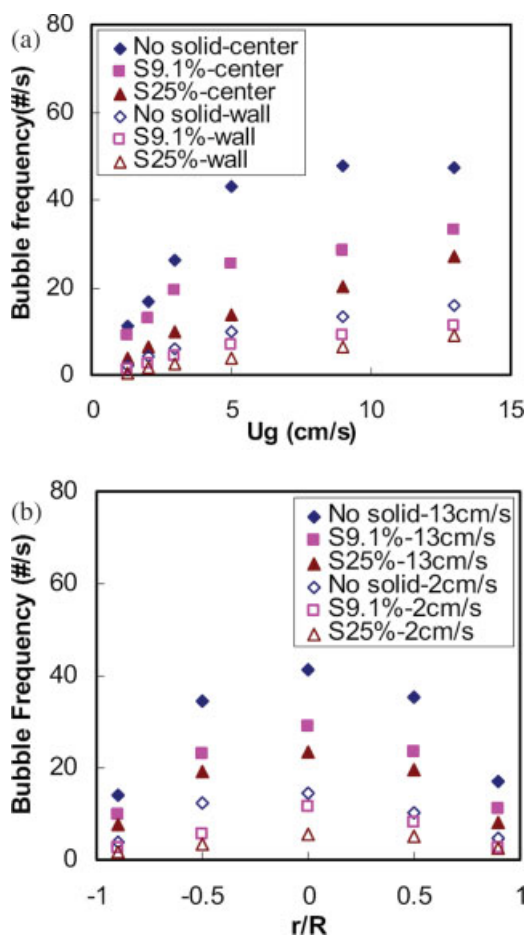 (a)
80
60
40
20
0
Bubble frequency(#/s)
No solid-center
S9.1%-center
S25%-center
No solid-wall
S9.1%-wall
S25%-wall
0 5 10 15
Ug (cm/s)
(b)
80
60
40
20
0
Bubble Frequency (#/s)
No solid-13cm/s
S9.1%-13cm/s
S25%-13cm/s
No solid-2cm/s
S9.1%-2cm/s
S25%-2cm/s
-1 -0.5 0 0.5 1
r/R